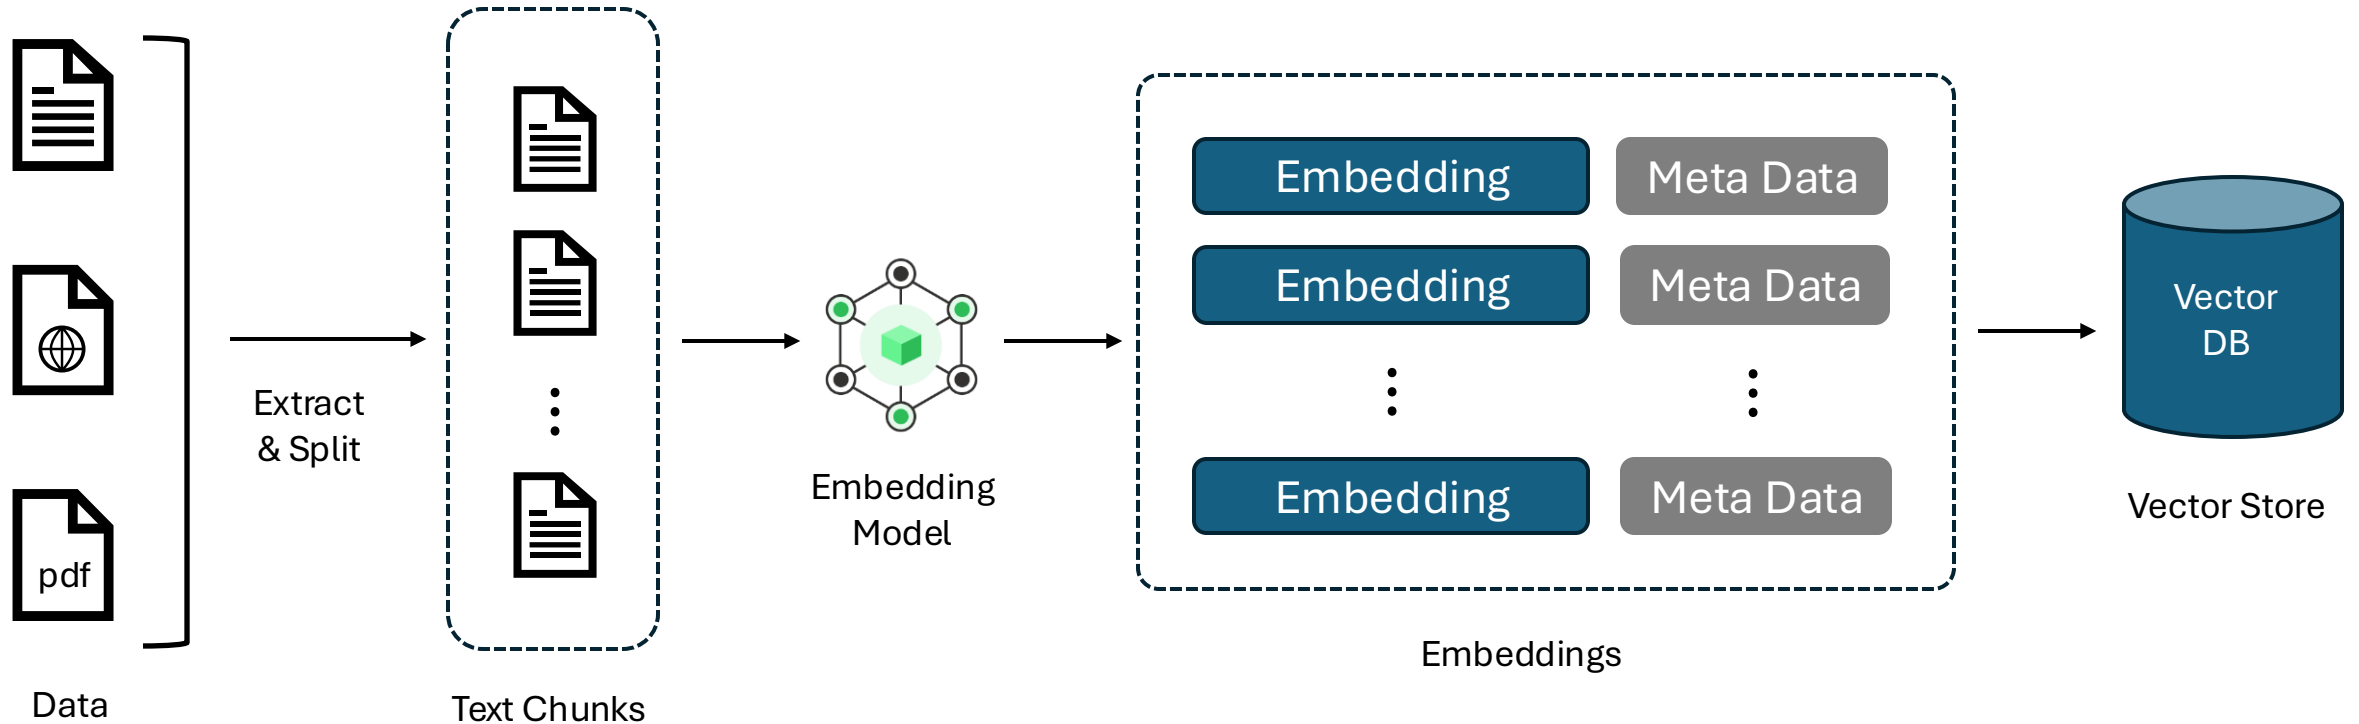 pdf
Data
Extract
& Split
Text Chunks
Embedding
Model
Embedding Meta Data
Embedding Meta Data
Embedding Meta Data
Embeddings
Vector
DB
Vector Store